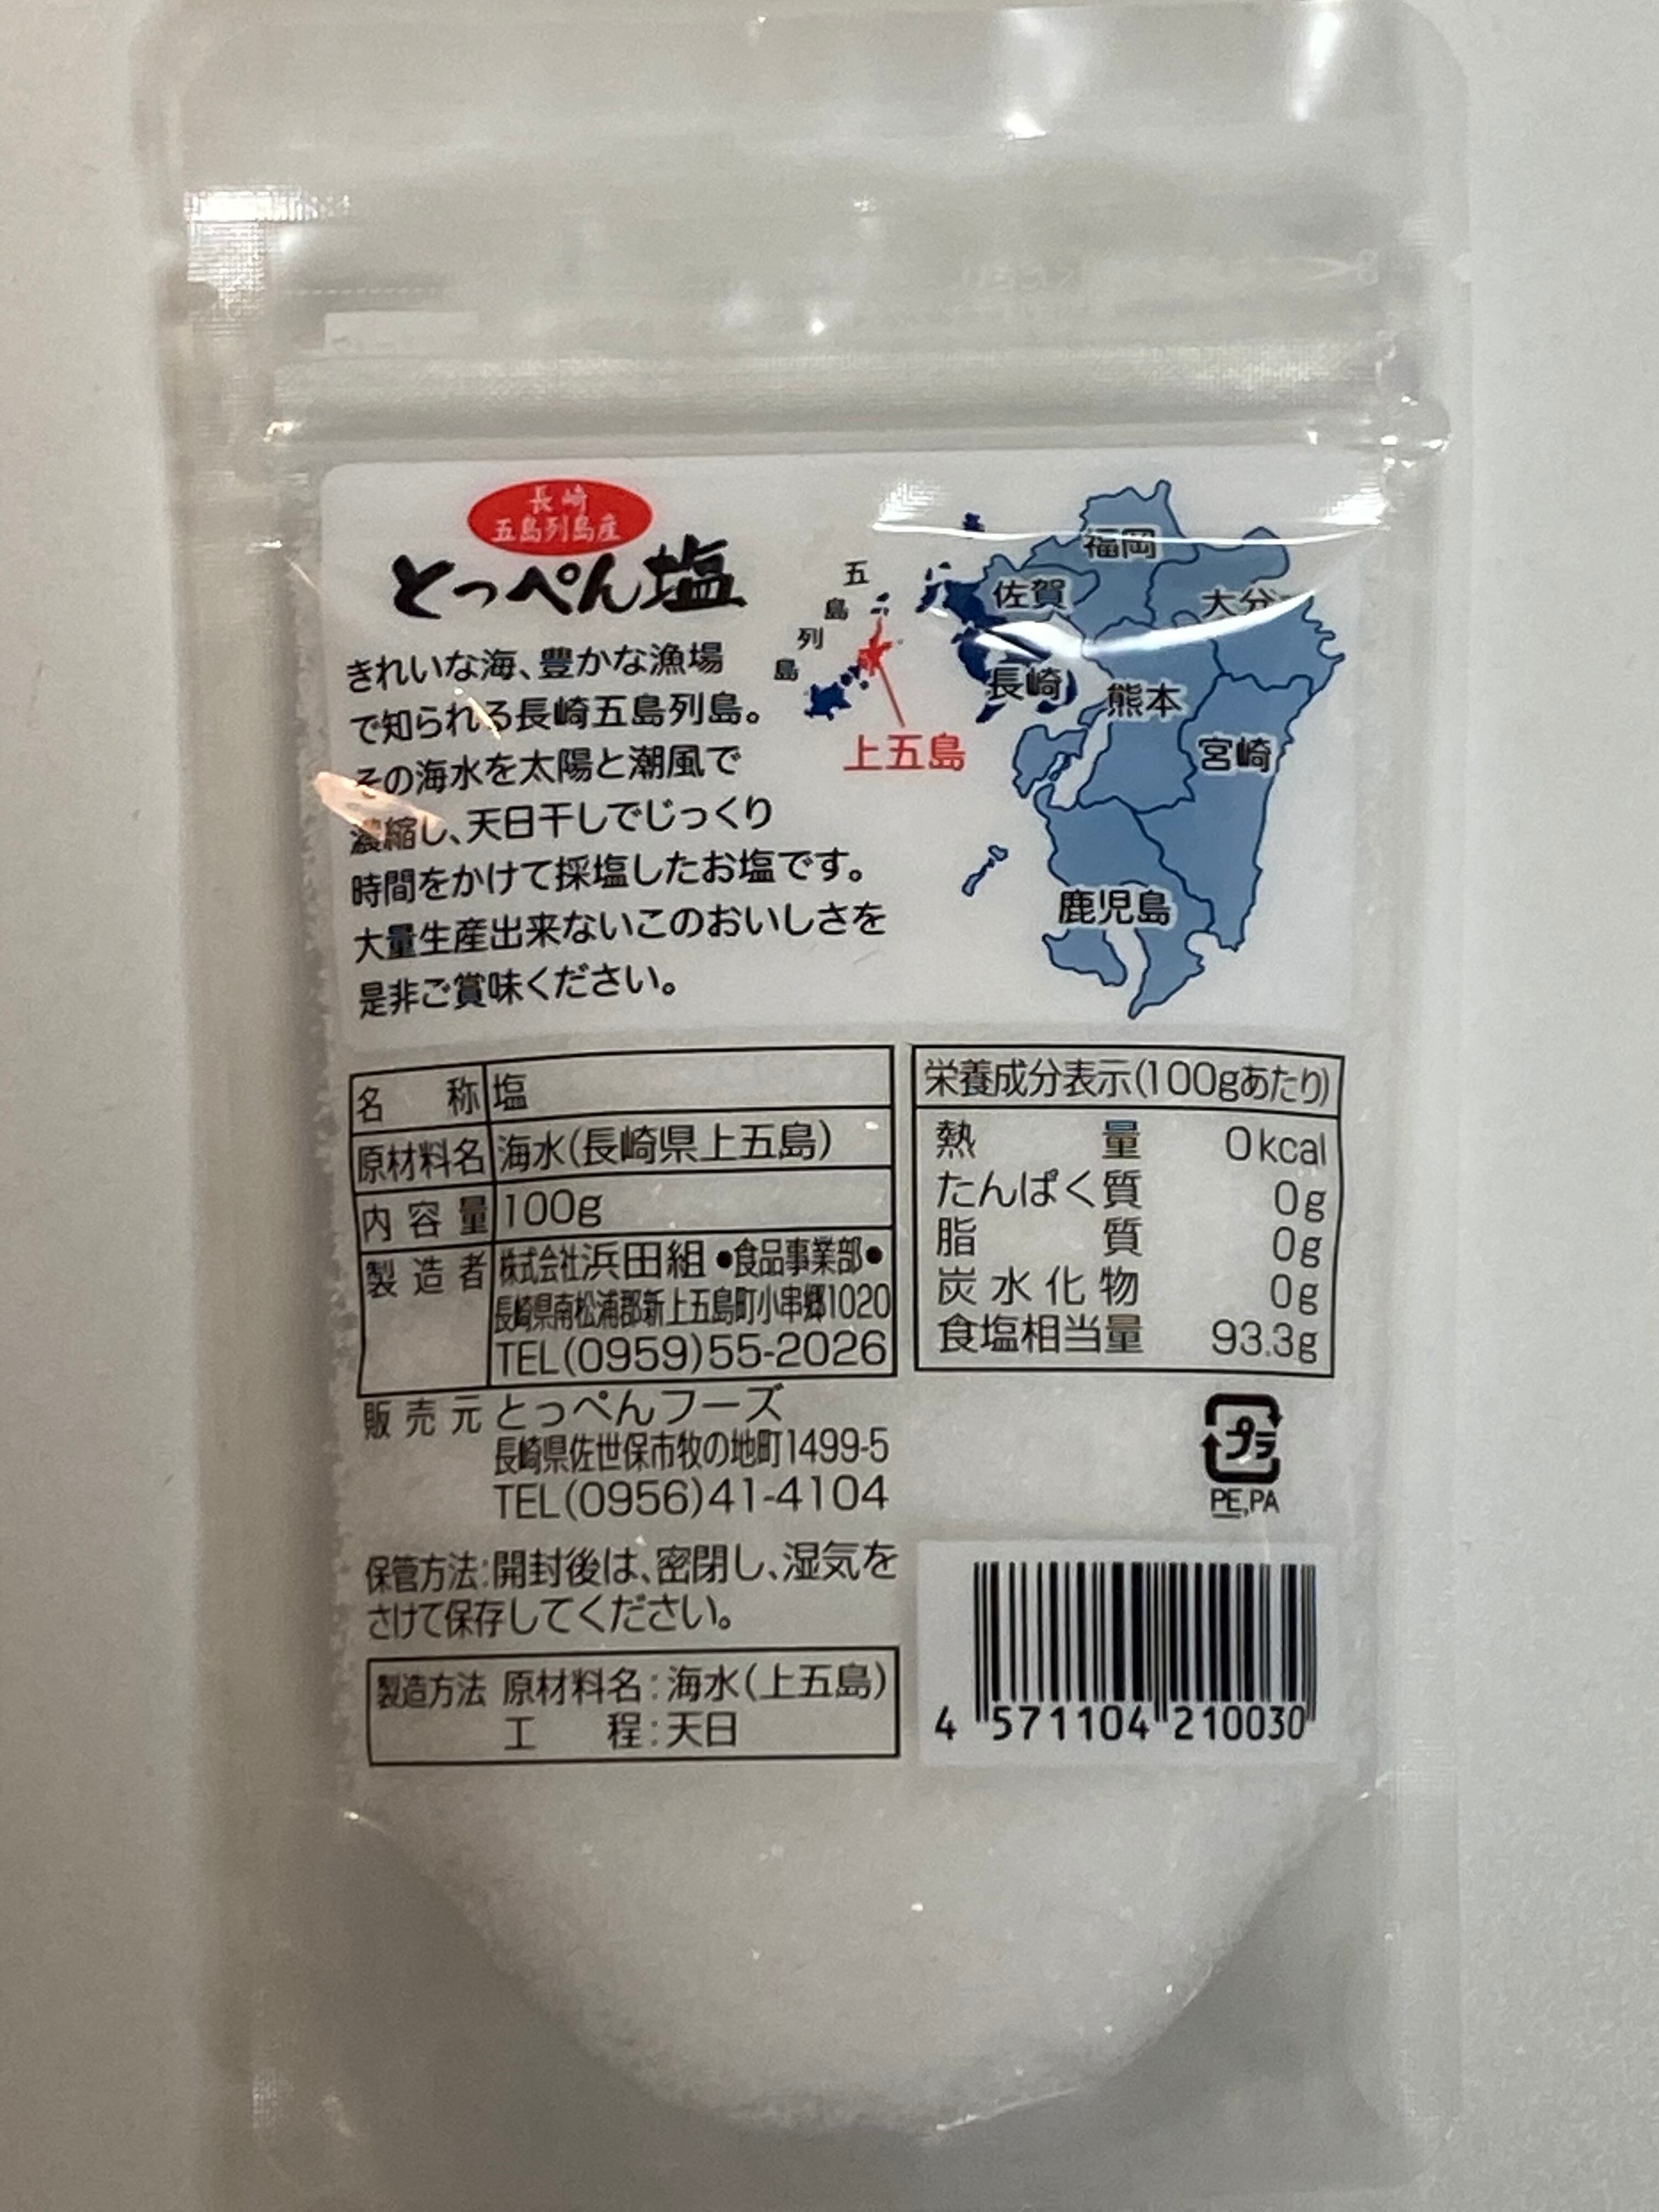 長崎
五島列島産
とっぺん塩
きれいな海、豊かな漁場
で知られる長崎五島列島。
その海水を太陽と潮風で
濃縮し、天日干しでじっくり
時間をかけて採塩したお塩です。
大量生産出来ないこのおいしさを
是非ご賞味ください。
五島列島
上五島
福岡
佐賀
大分
長崎
熊本
宮崎
鹿児島
名称 塩
原材料名 海水(長崎県上五島)
内容量 100g
製造者 株式会社浜田組●食品事業部●
長崎県南松浦郡新上五島町小串郷1020
TEL(0959)55-2026
販売元 とっぺんフーズ
長崎県佐世保市牧の地町1499-5
TEL(0956)41-4104
保管方法:開封後は、密閉し、湿気を
さけて保存してください。
製造方法 原材料名:海水(上五島)
工程:天日
栄養成分表示(100gあたり)
熱量 0kcal
たんぱく質 0g
脂質 0g
炭水化物 0g
食塩相当量 93.3g
プラ
PE,PA
4 571104 210030